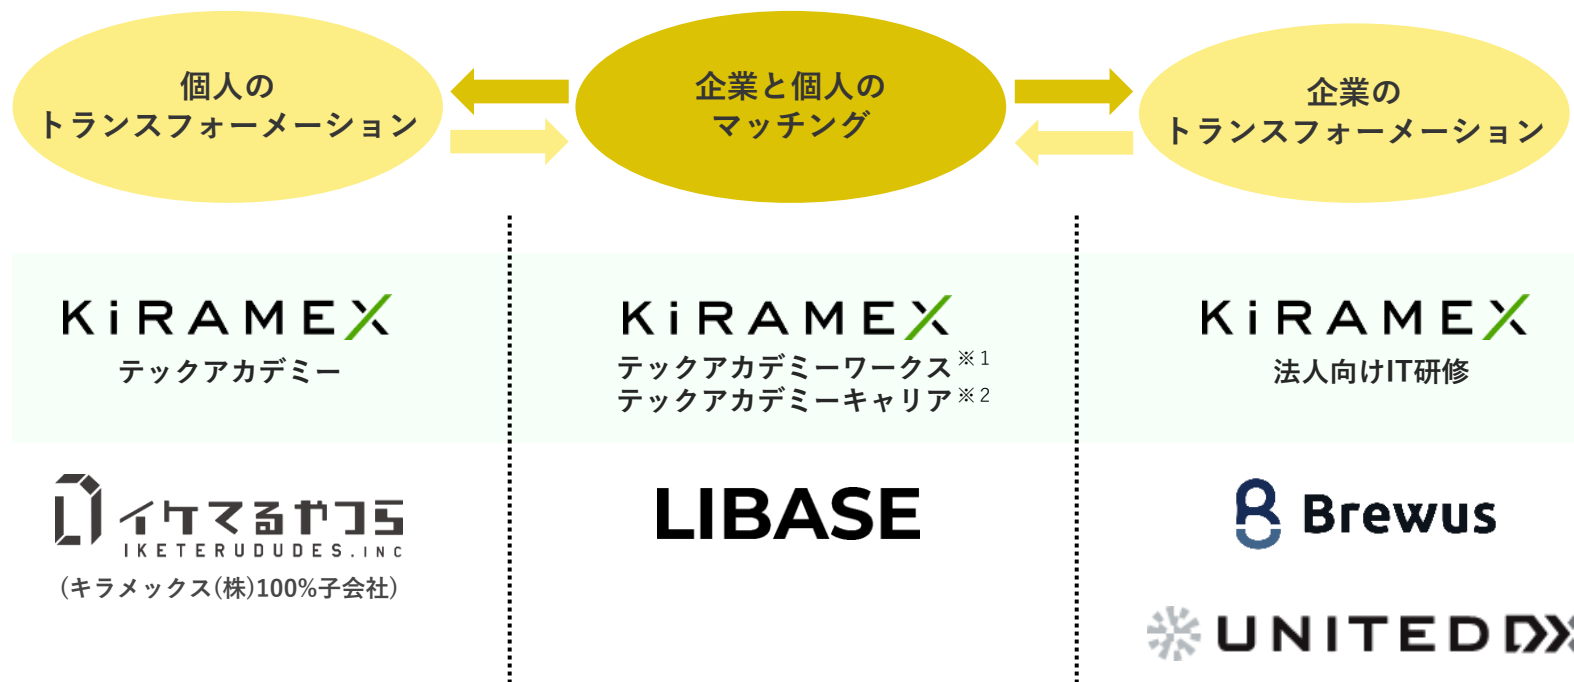 個人の
トランスフォーメーション
企業と個人の
マッチング
企業の
トランスフォーメーション
KiRAMEX
テックアカデミー
KiRAMEX
テックアカデミーワークス※1
テックアカデミーキャリア※2
KiRAMEX
法人向けIT研修
イケてるやつら
IKETERUDUDES.INC
(キラメックス(株)100%子会社)
LIBASE
Brewus
UNITED DX